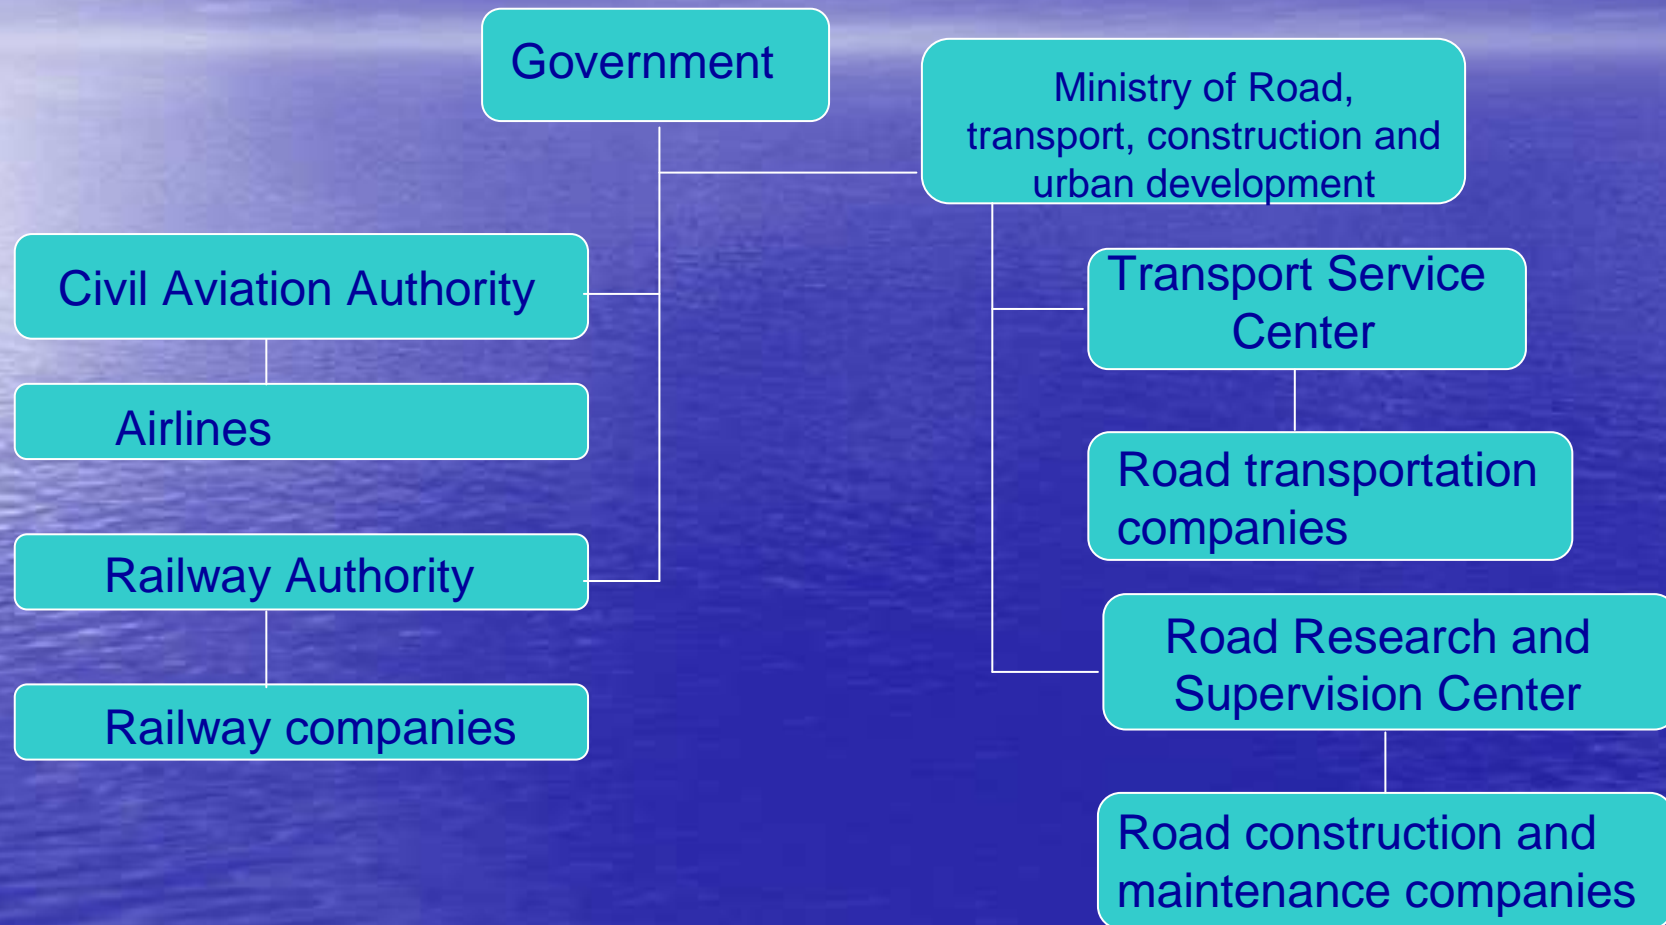 Government
Ministry of Road,
transport, construction and
urban development
Civil Aviation Authority
Transport Service
Center
Airlines
Road transportation
companies
Railway Authority
Road Research and
Supervision Center
Railway companies
Road construction and
maintenance companies